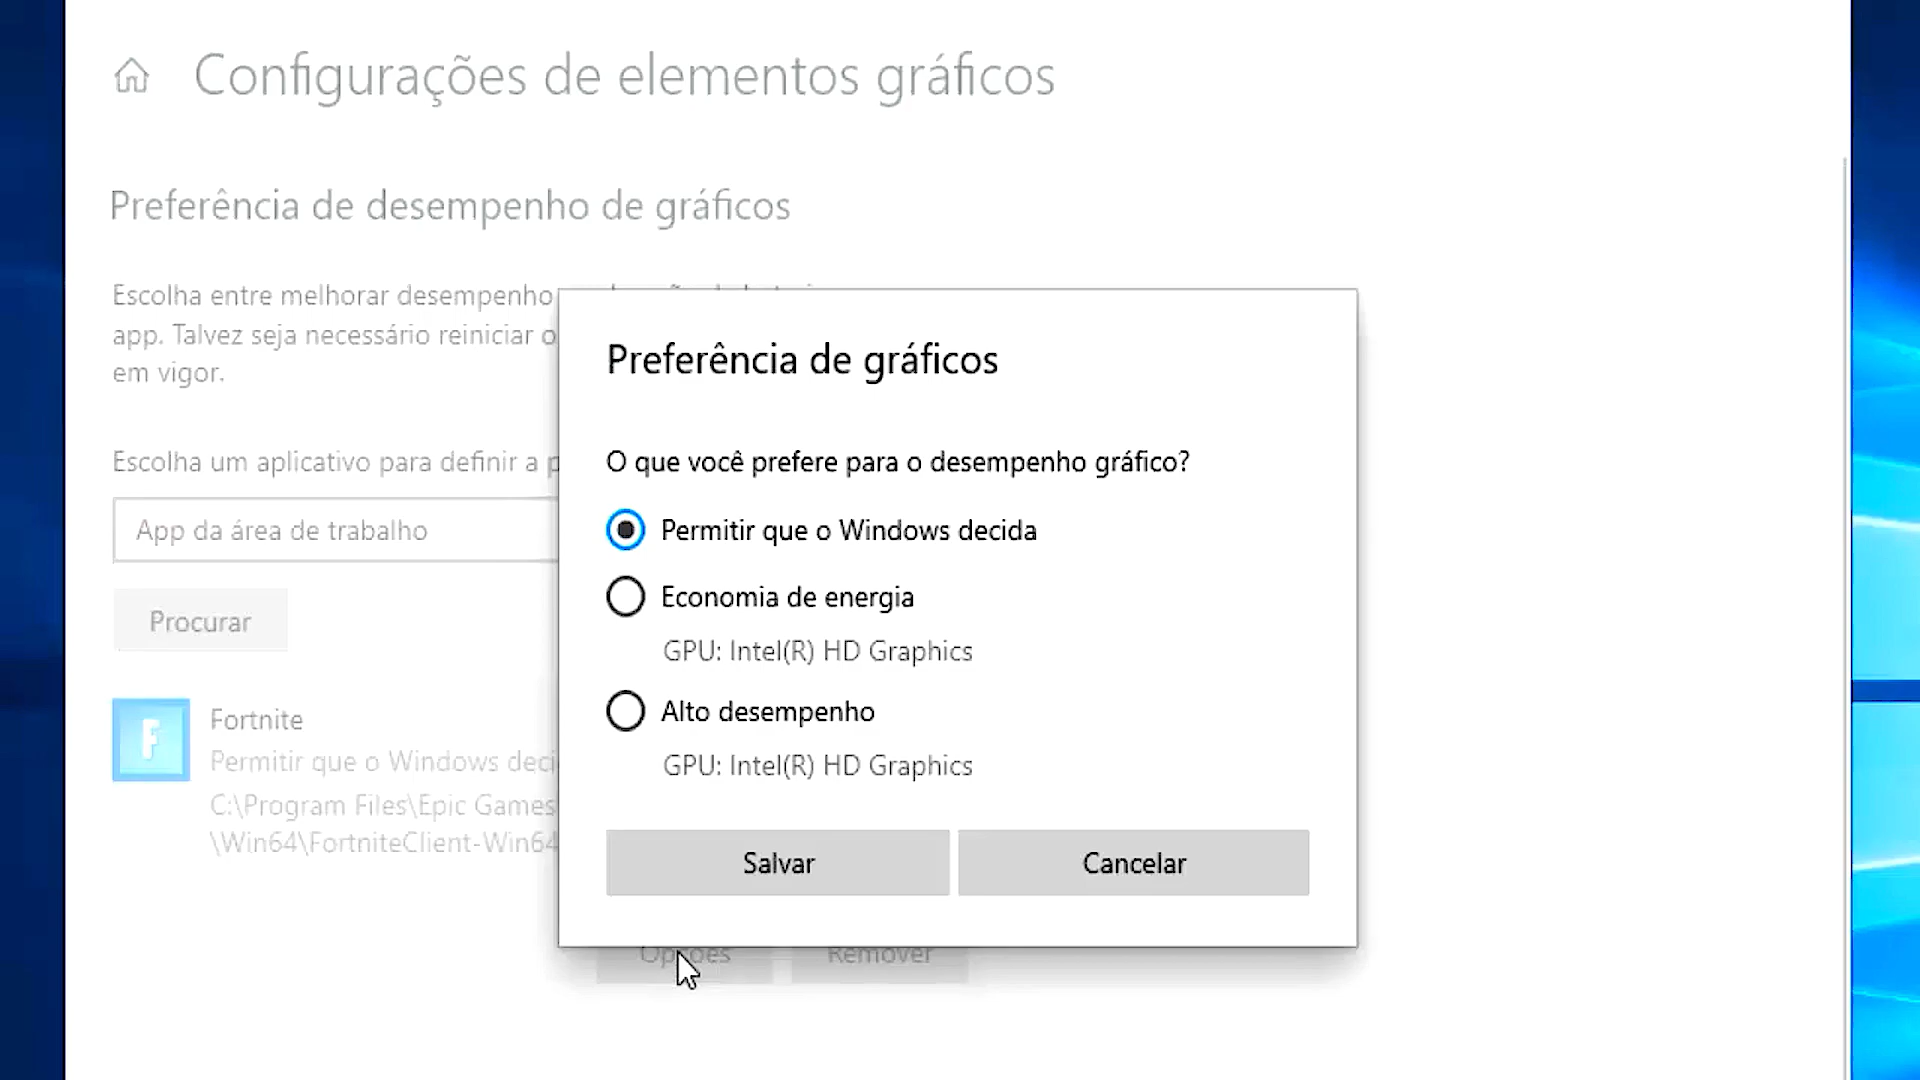 Configurações de elementos gráficos
Preferência de desempenho de gráficos
Escolha entre melhorar desempenho
app. Talvez seja necessário reiniciar o
em vigor.
Escolha um aplicativo para definir a p
App da área de trabalho
Procurar
F
Fortnite
Permitir que o Windows deci
C:\Program Files\Epic Games
\Win64\FortniteClient-Win64
Preferência de gráficos
O que você prefere para o desempenho gráfico?
Permitir que o Windows decida
Economia de energia
GPU: Intel(R) HD Graphics
Alto desempenho
GPU: Intel(R) HD Graphics
Salvar Cancelar
Opções Remover